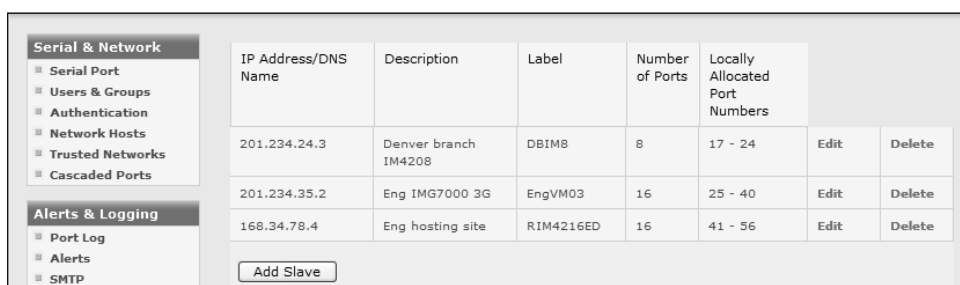 Serial & Network
Serial Port
Users & Groups
Authentication
Network Hosts
Trusted Networks
Cascaded Ports
Alerts & Logging
Port Log
Alerts
SMTP
IP Address/DNS Name Description Label Number of Ports Locally Allocated Port Numbers
201.234.24.3 Denver branch IM4208 DBIM8 8 17 - 24 Edit Delete
201.234.35.2 Eng IMG7000 3G EngVM03 16 25 - 40 Edit Delete
168.34.78.4 Eng hosting site RIM4216ED 16 41 - 56 Edit Delete
Add Slave